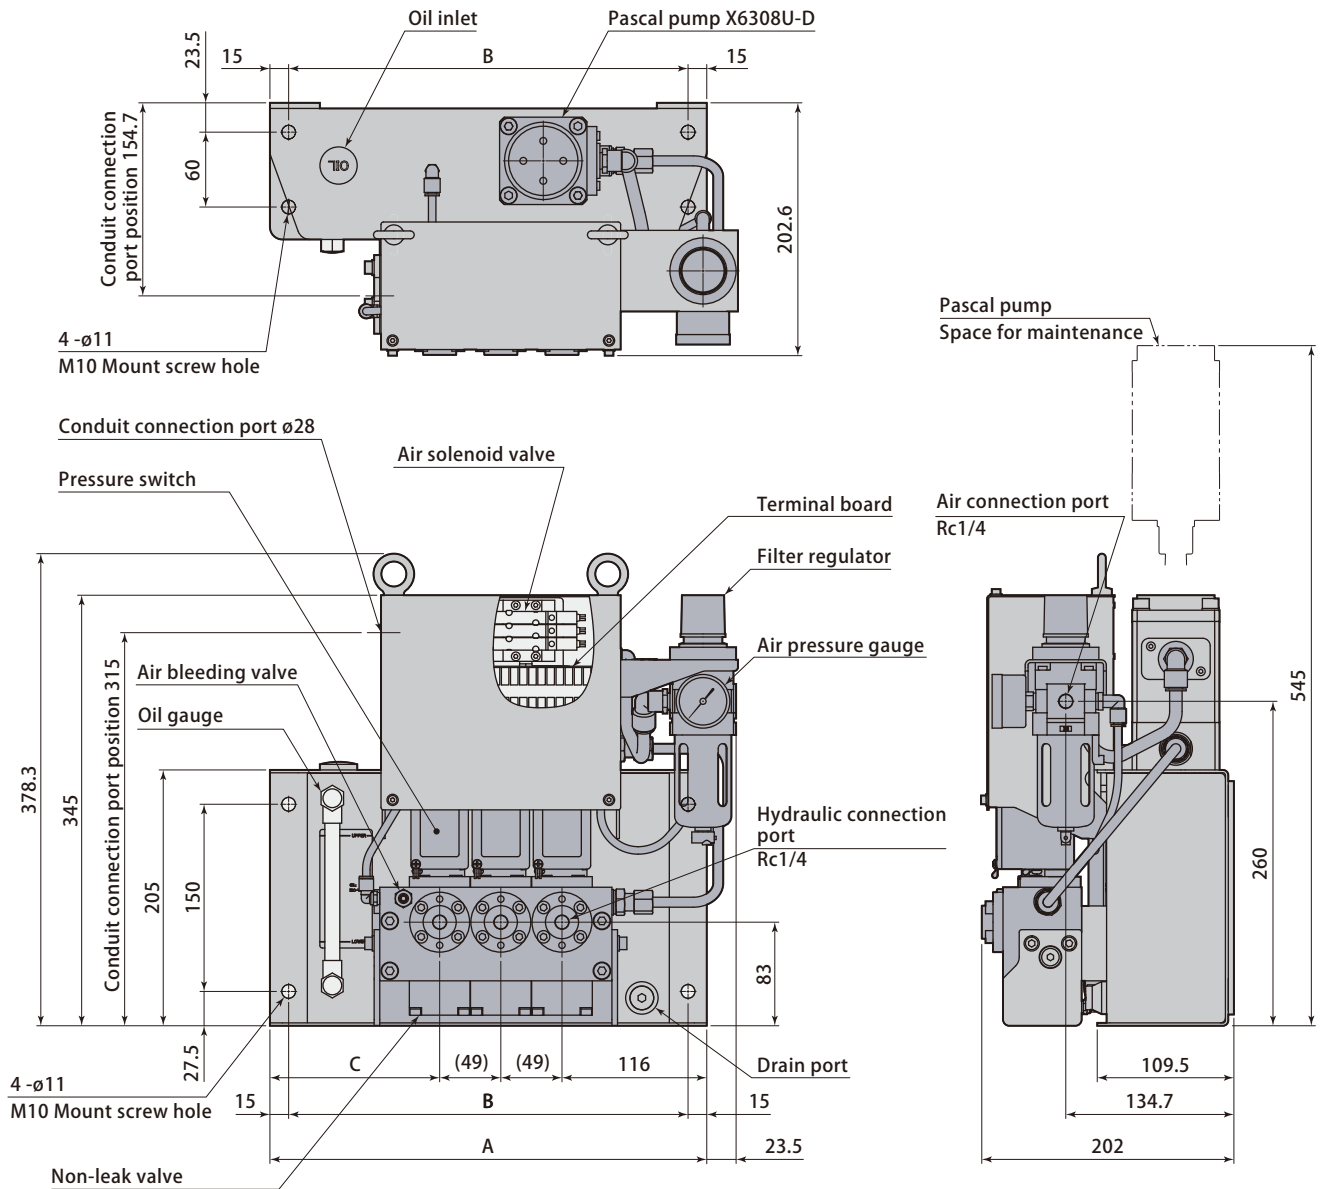 Oil inlet
Pascal pump X6308U-D
23.5
15
B
15
Conduit connection
port position 154.7
60
OIL
202.6
4 -ø11
M10 Mount screw hole
Pascal pump
Space for maintenance
Conduit connection port ø28
Air solenoid valve
Pressure switch
Terminal board
Air connection port
Rc1/4
Filter regulator
Air bleeding valve
Air pressure gauge
Oil gauge
378.3
345
Conduit connection port position 315
205
150
UPPER
LOWER
Hydraulic connection
port
Rc1/4
545
260
83
27.5
C
(49)
(49)
116
Drain port
109.5
4 -ø11
M10 Mount screw hole
15
B
15
134.7
A
23.5
202
Non-leak valve